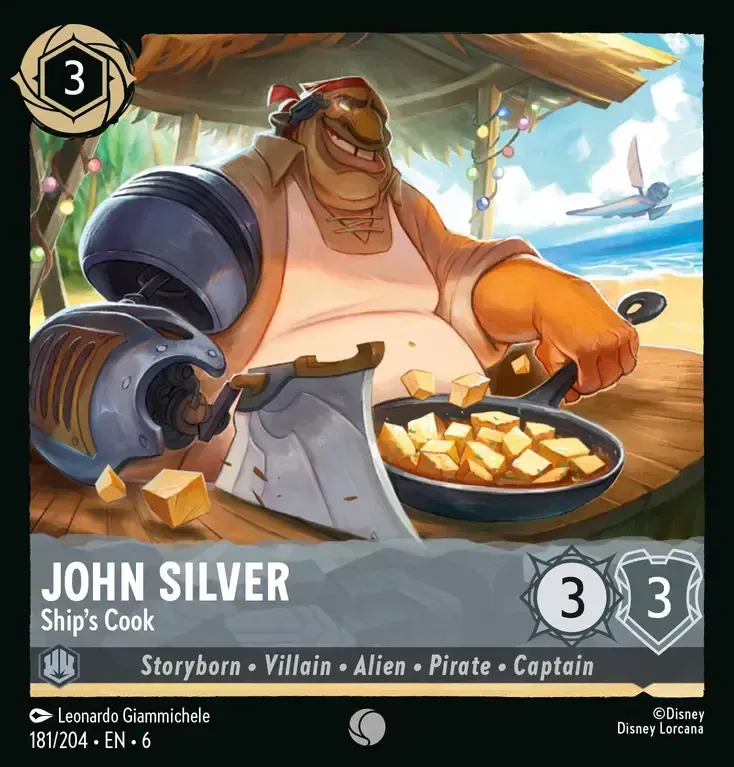 3
JOHN SILVER
Ship's Cook
3
3
Storyborn • Villain • Alien • Pirate • Captain
Leonardo Giammichele
181/204 • EN • 6
©Disney
Disney Lorcana